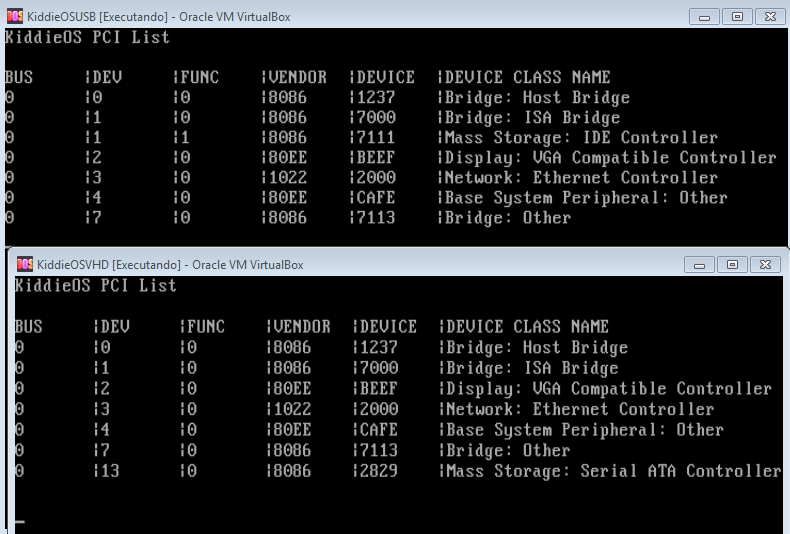 KiddieOSUSB [Executando] - Oracle VM VirtualBox
KiddieOS PCI List
BUS |DEV |FUNC |VENDOR |DEVICE |DEVICE CLASS NAME
0 |0 |0 |8086 |1237 |Bridge: Host Bridge
0 |1 |0 |8086 |7000 |Bridge: ISA Bridge
0 |1 |1 |8086 |7111 |Mass Storage: IDE Controller
0 |2 |0 |80EE |BEEF |Display: VGA Compatible Controller
0 |3 |0 |1022 |2000 |Network: Ethernet Controller
0 |4 |0 |80EE |CAFE |Base System Peripheral: Other
0 |7 |0 |8086 |7113 |Bridge: Other
KiddieOSVHD [Executando] - Oracle VM VirtualBox
KiddieOS PCI List
BUS |DEV |FUNC |VENDOR |DEVICE |DEVICE CLASS NAME
0 |0 |0 |8086 |1237 |Bridge: Host Bridge
0 |1 |0 |8086 |7000 |Bridge: ISA Bridge
0 |2 |0 |80EE |BEEF |Display: VGA Compatible Controller
0 |3 |0 |1022 |2000 |Network: Ethernet Controller
0 |4 |0 |80EE |CAFE |Base System Peripheral: Other
0 |7 |0 |8086 |7113 |Bridge: Other
0 |13 |0 |8086 |2829 |Mass Storage: Serial ATA Controller